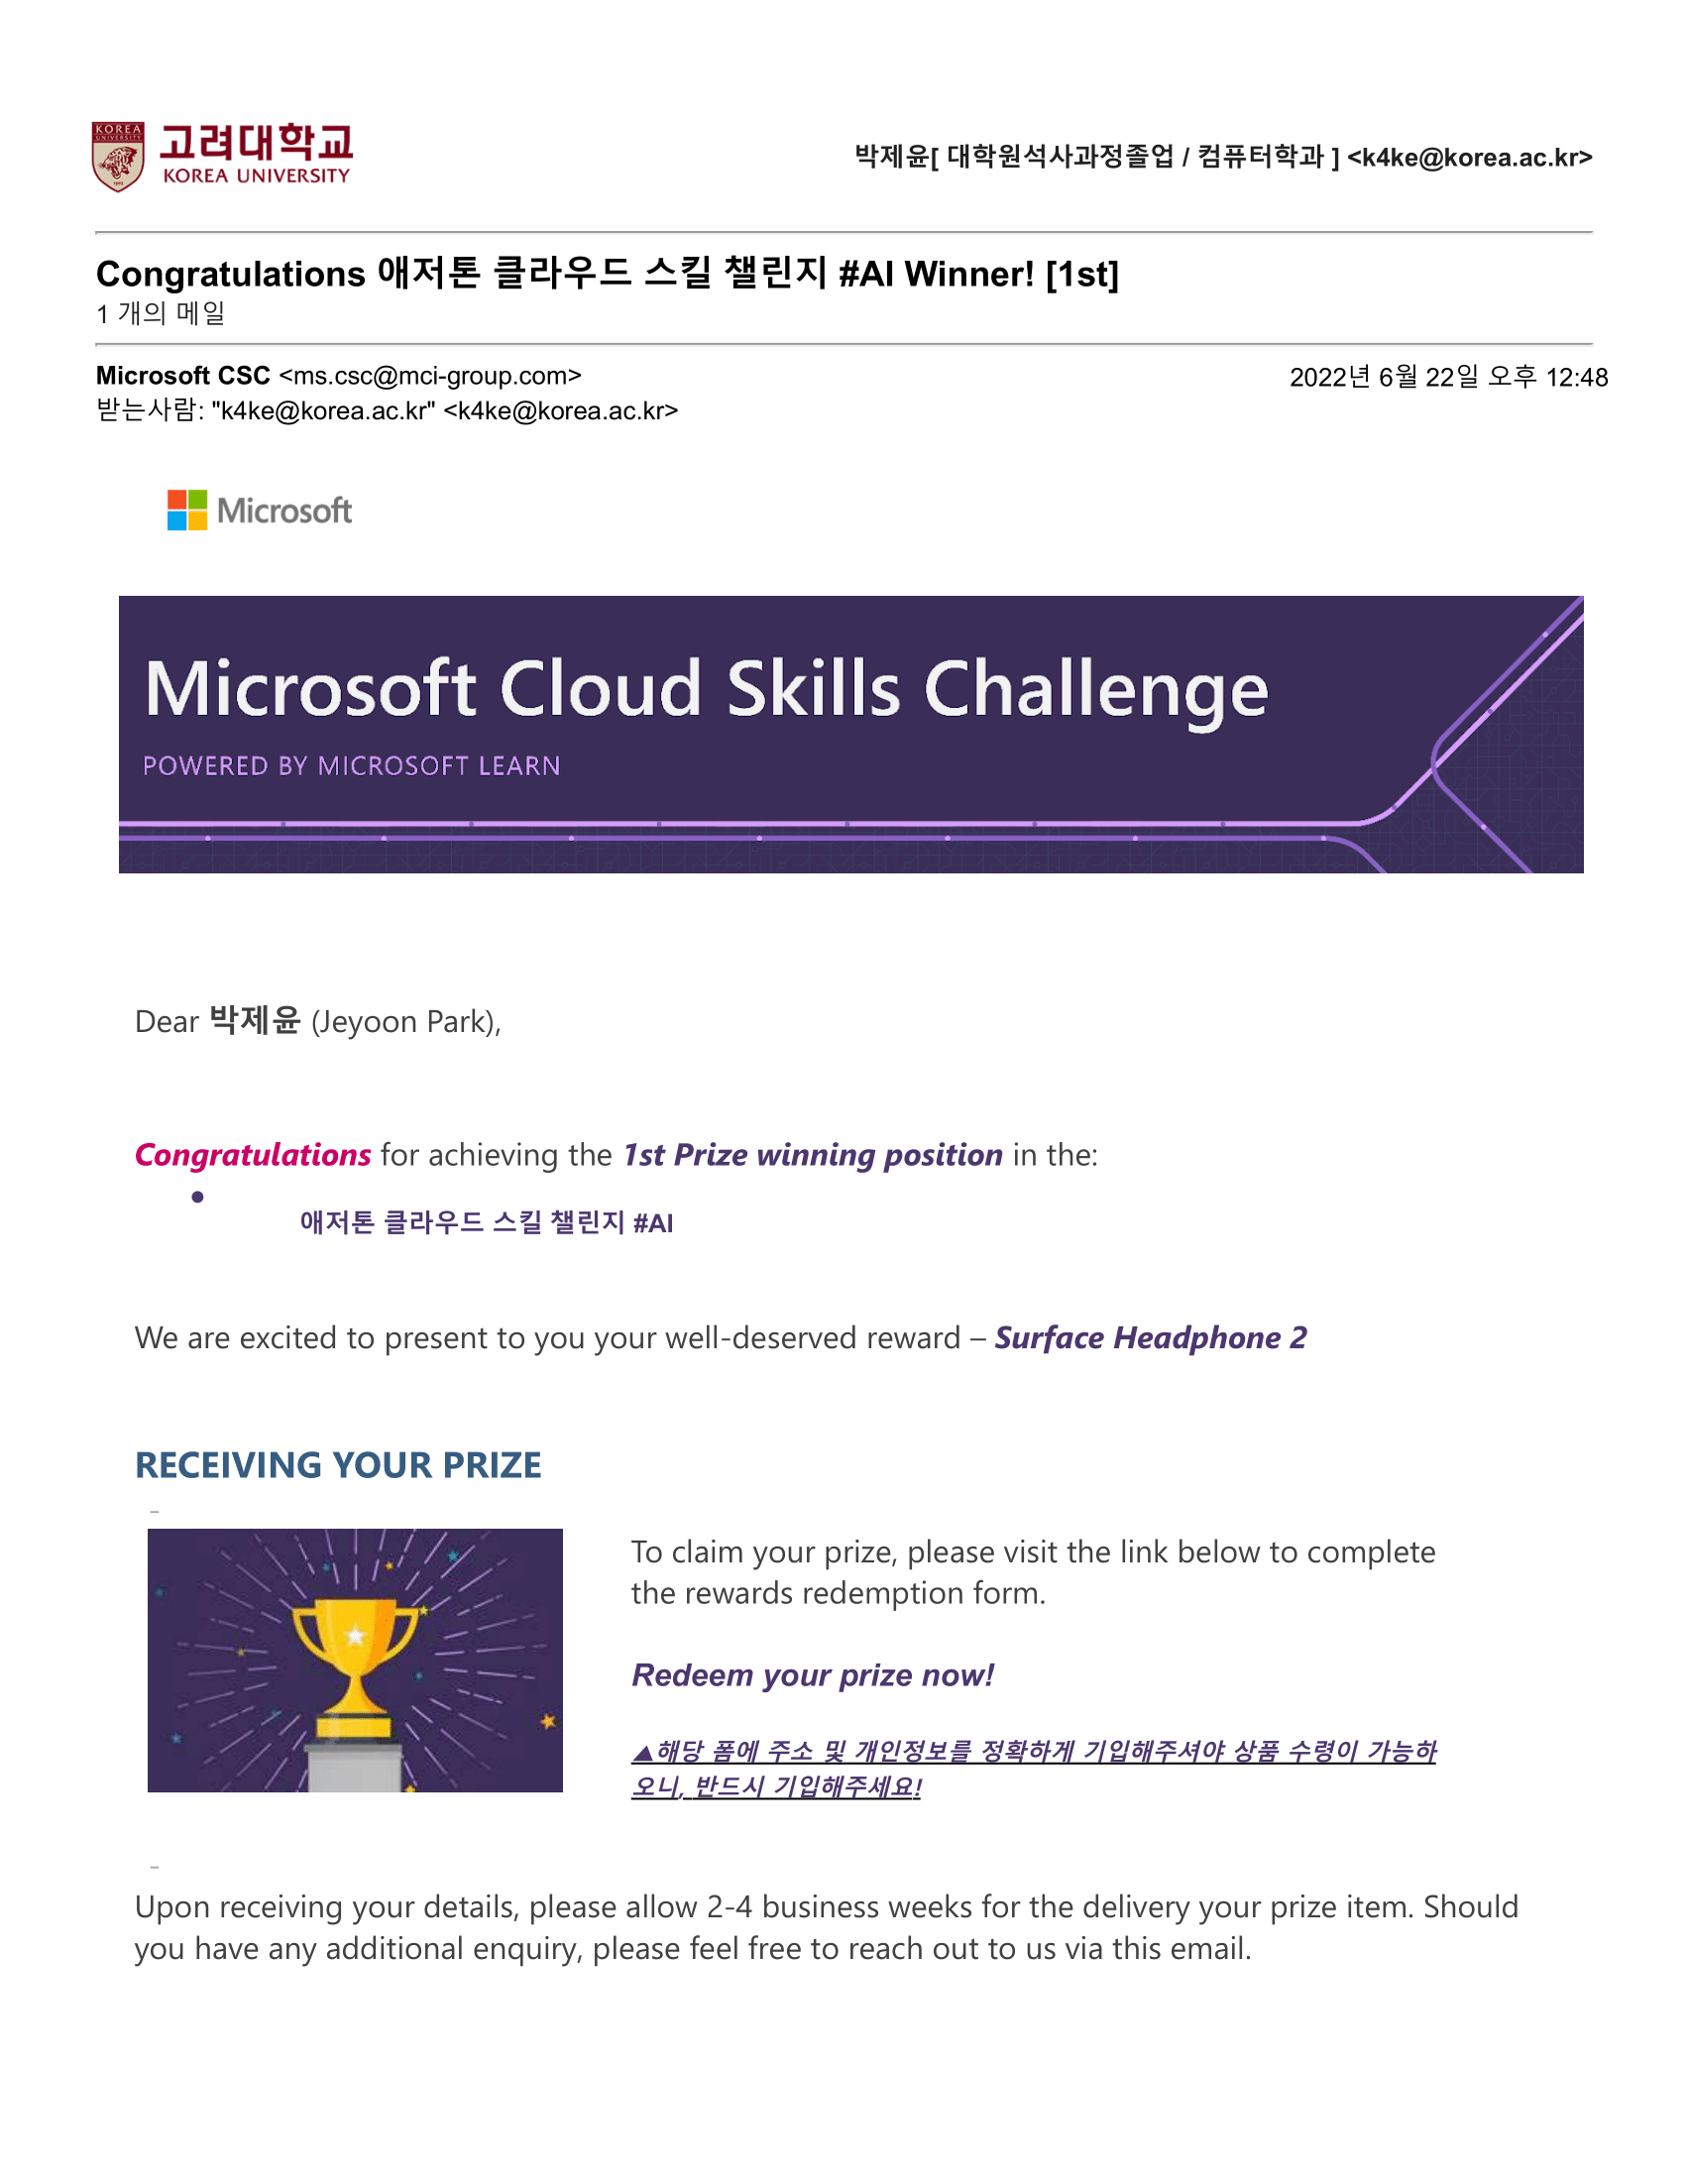 KOREA
UNIVERSITY
1905
고려대학교
KOREA UNIVERSITY
박제윤[ 대학원석사과정졸업 / 컴퓨터학과 ] <k4ke@korea.ac.kr>
Congratulations 애저톤 클라우드 스킬 챌린지 #AI Winner! [1st]
1 개의 메일
Microsoft CSC <ms.csc@mci-group.com>
2022년 6월 22일 오후 12:48
받는사람: "k4ke@korea.ac.kr" <k4ke@korea.ac.kr>
Microsoft
Microsoft Cloud Skills Challenge
POWERED BY MICROSOFT LEARN
Dear 박제윤 (Jeyoon Park),
Congratulations for achieving the 1st Prize winning position in the:
• 애저톤 클라우드 스킬 챌린지 #AI
We are excited to present to you your well-deserved reward – Surface Headphone 2
RECEIVING YOUR PRIZE
To claim your prize, please visit the link below to complete
the rewards redemption form.
Redeem your prize now!
▲해당 폼에 주소 및 개인정보를 정확하게 기입해주셔야 상품 수령이 가능하
오니, 반드시 기입해주세요!
Upon receiving your details, please allow 2-4 business weeks for the delivery your prize item. Should
you have any additional enquiry, please feel free to reach out to us via this email.